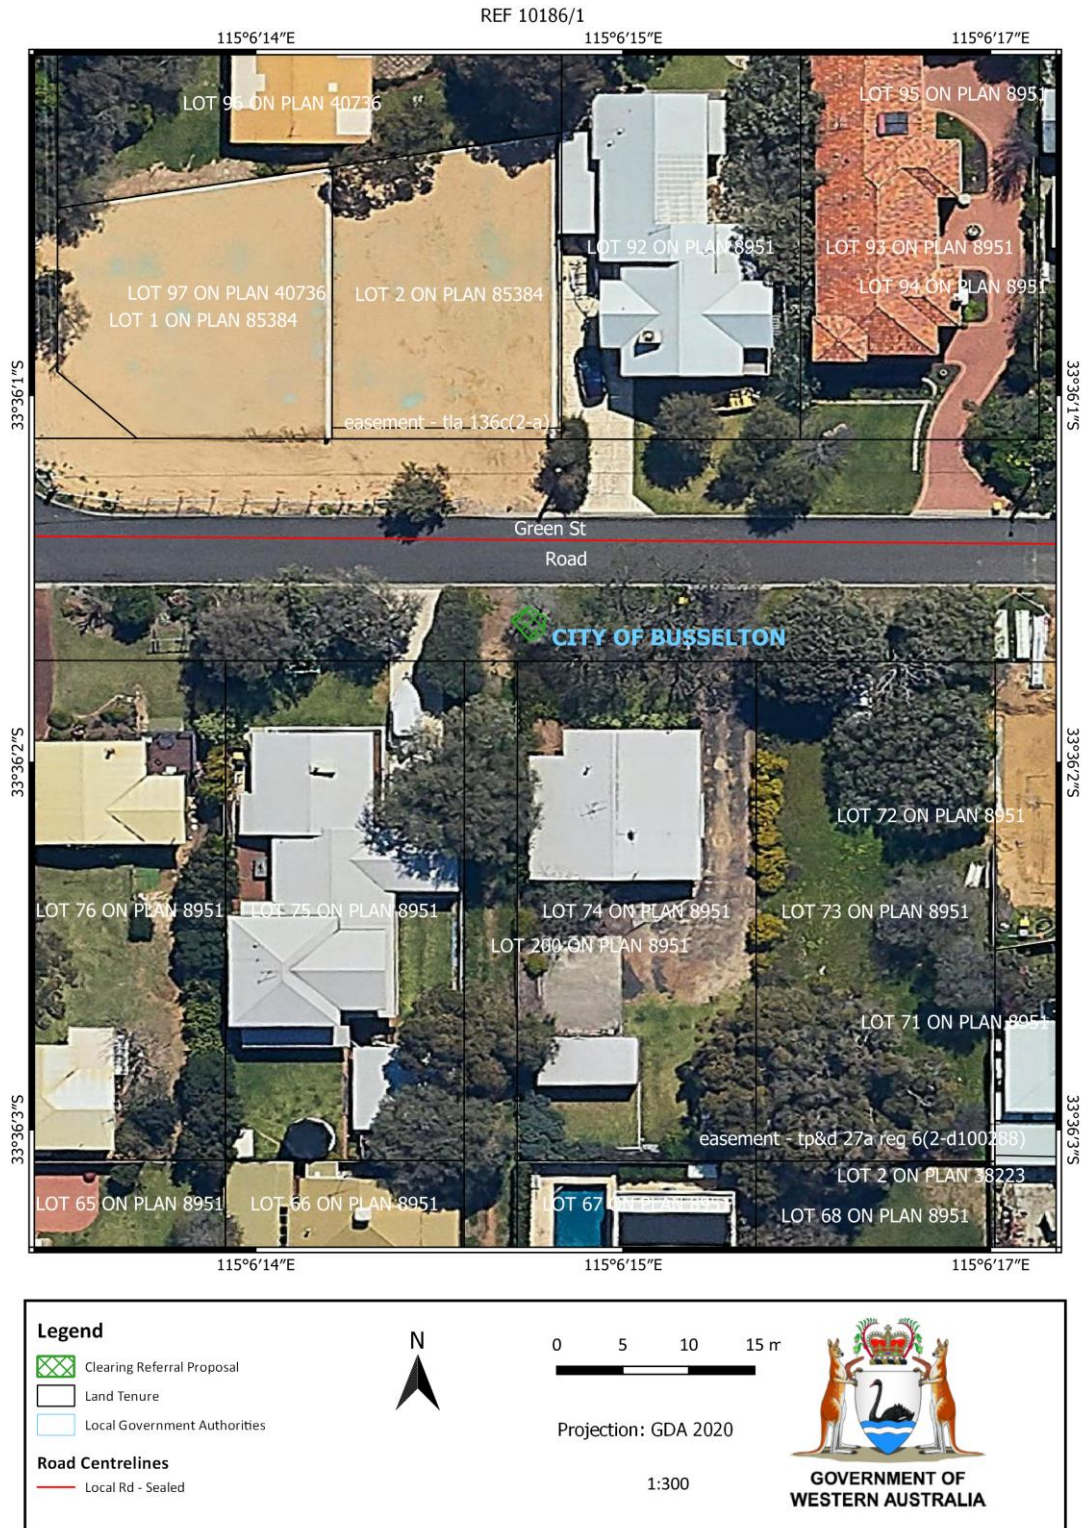 REF 10186/1
115°6'14"E 115°6'15"E 115°6'17"E
LOT 96 ON PLAN 40736
LOT 95 ON PLAN 8951
LOT 92 ON PLAN 8951
LOT 93 ON PLAN 8951
LOT 94 ON PLAN 8951
LOT 97 ON PLAN 40736
LOT 2 ON PLAN 85384
LOT 1 ON PLAN 85384
33°36'1"S
33°36'1"S
easement - tla 136c(2-a)
Green St
Road
CITY OF BUSSELTON
33°36'2"S
33°36'2"S
LOT 72 ON PLAN 8951
LOT 76 ON PLAN 8951
LOT 75 ON PLAN 8951
LOT 74 ON PLAN 8951
LOT 73 ON PLAN 8951
LOT 200 ON PLAN 8951
LOT 71 ON PLAN 8951
33°36'3"S
33°36'3"S
easement - tp&d 27a reg 6(2-d100288)
LOT 2 ON PLAN 38223
LOT 65 ON PLAN 8951
LOT 66 ON PLAN 8951
LOT 67 ON PLAN 8951
LOT 68 ON PLAN 8951
115°6'14"E 115°6'15"E 115°6'17"E
Legend
Clearing Referral Proposal
Land Tenure
Local Government Authorities
Road Centrelines
Local Rd - Sealed
N
0 5 10 15 m
Projection: GDA 2020
1:300
GOVERNMENT OF
WESTERN AUSTRALIA